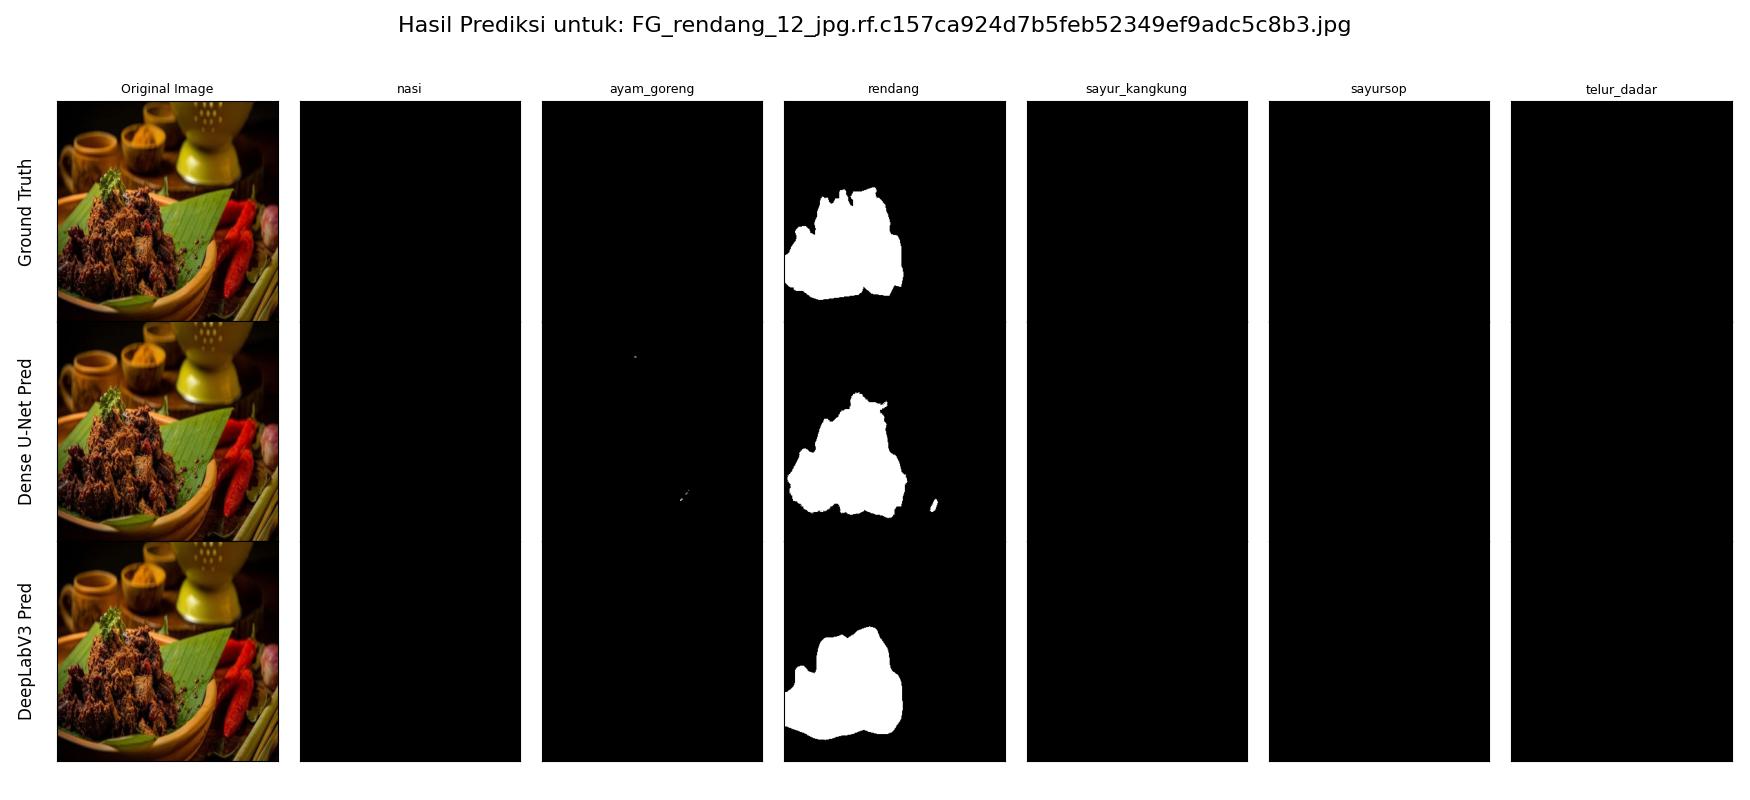 Hasil Prediksi untuk: FG_rendang_12_jpg.rf.c157ca924d7b5feb52349ef9adc5c8b3.jpg
Original Image
nasi
ayam_goreng
rendang
sayur_kangkung
sayursop
telur_dadar
Ground Truth
Dense U-Net Pred
DeepLabV3 Pred